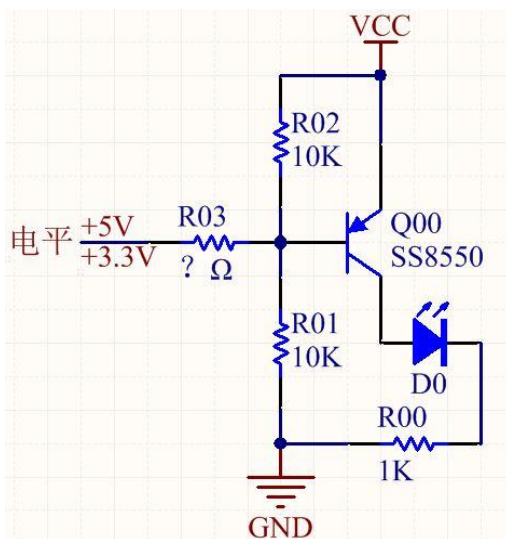 VCC
R02
10K
电平
+5V
+3.3V
R03
? Ω
Q00
SS8550
R01
10K
D0
R00
1K
GND